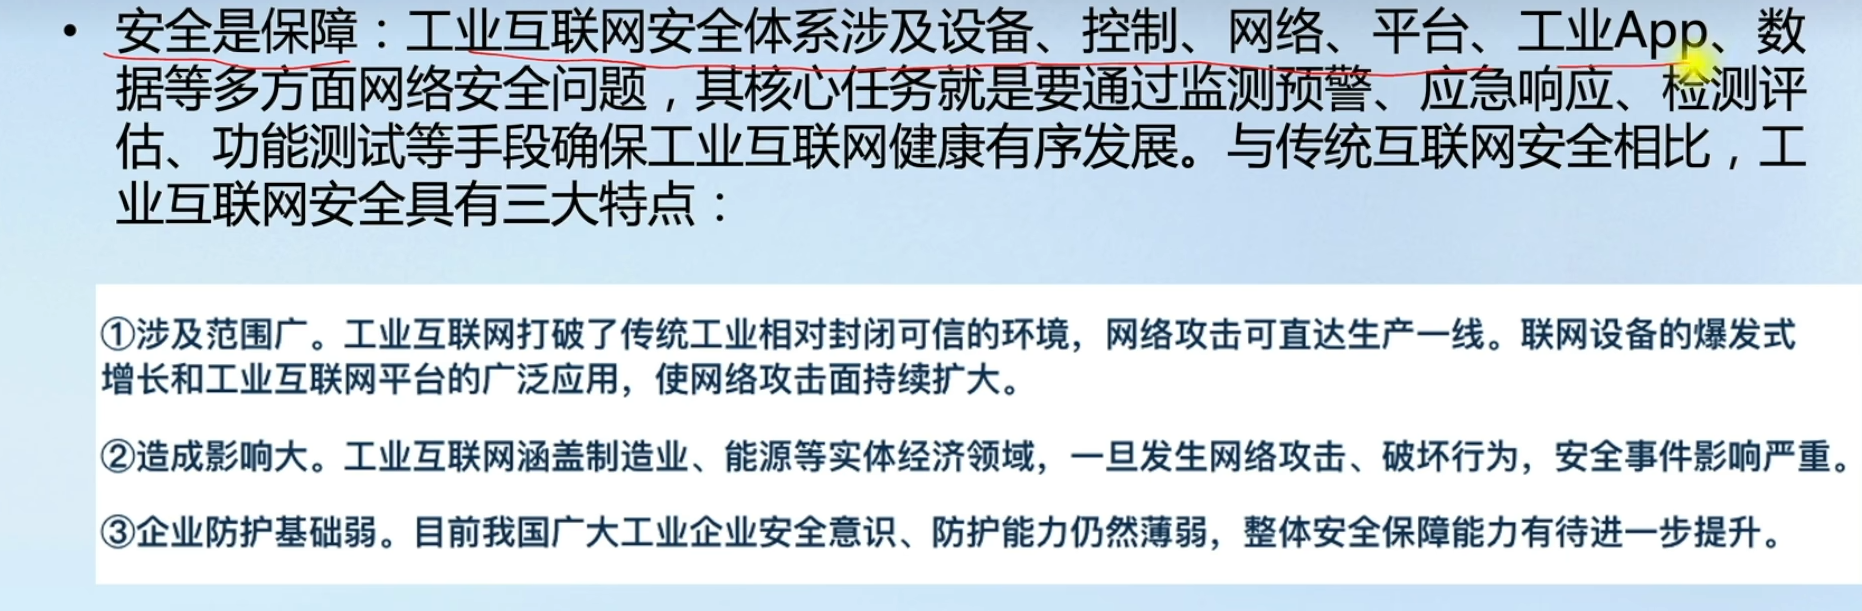 • 安全是保障：工业互联网安全体系涉及设备、控制、网络、平台、工业App、数
据等多方面网络安全问题，其核心任务就是要通过监测预警、应急响应、检测评
估、功能测试等手段确保工业互联网健康有序发展。与传统互联网安全相比，工
业互联网安全具有三大特点：
①涉及范围广。工业互联网打破了传统工业相对封闭可信的环境，网络攻击可直达生产一线。联网设备的爆发式
增长和工业互联网平台的广泛应用，使网络攻击面持续扩大。
②造成影响大。工业互联网涵盖制造业、能源等实体经济领域，一旦发生网络攻击、破坏行为，安全事件影响严重。
③企业防护基础弱。目前我国广大工业企业安全意识、防护能力仍然薄弱，整体安全保障能力有待进一步提升。